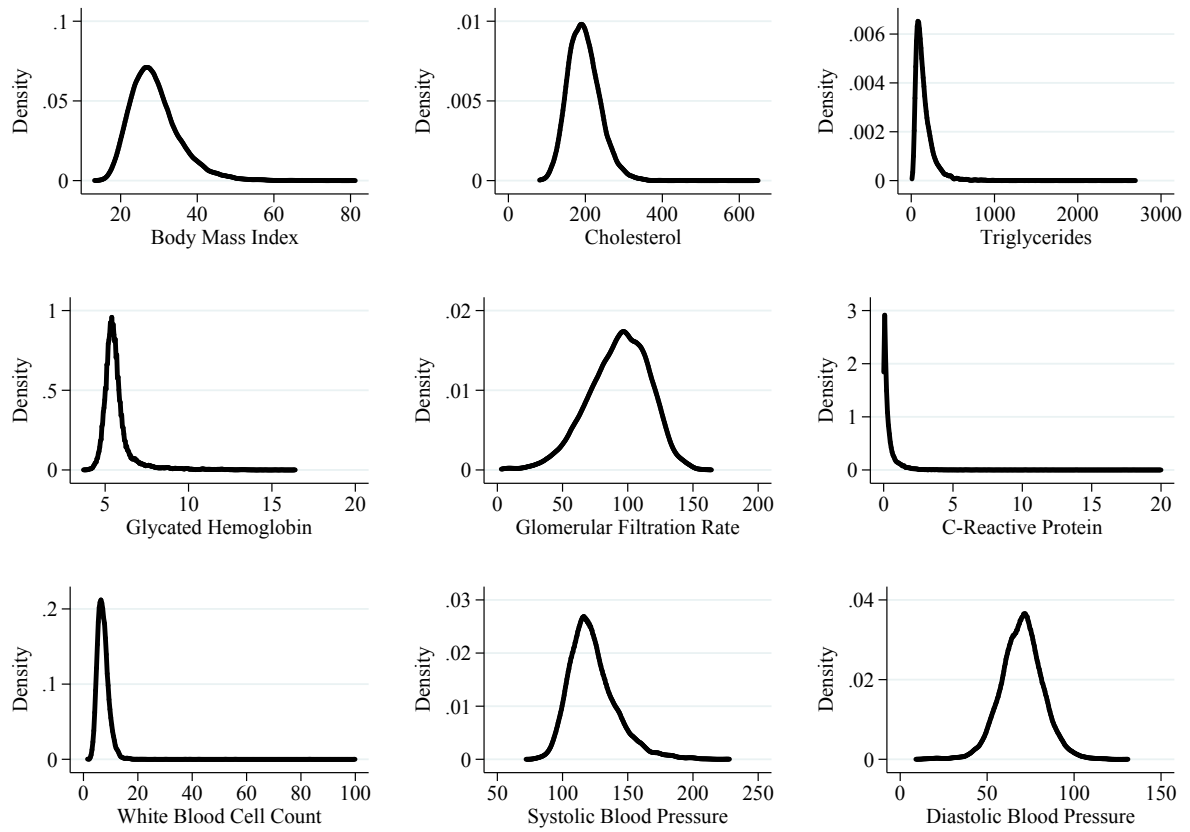 .1
.05
0
Density
20 40 60 80
Body Mass Index
.01
.005
0
Density
0 200 400 600
Cholesterol
.006
.004
.002
0
Density
0 1000 2000 3000
Triglycerides
1
.5
0
Density
5 10 15 20
Glycated Hemoglobin
.02
.01
0
Density
0 50 100 150 200
Glomerular Filtration Rate
3
2
1
0
Density
0 5 10 15 20
C-Reactive Protein
.2
.1
0
Density
0 20 40 60 80 100
White Blood Cell Count
.03
.02
.01
0
Density
50 100 150 200 250
Systolic Blood Pressure
.04
.02
0
Density
0 50 100 150
Diastolic Blood Pressure